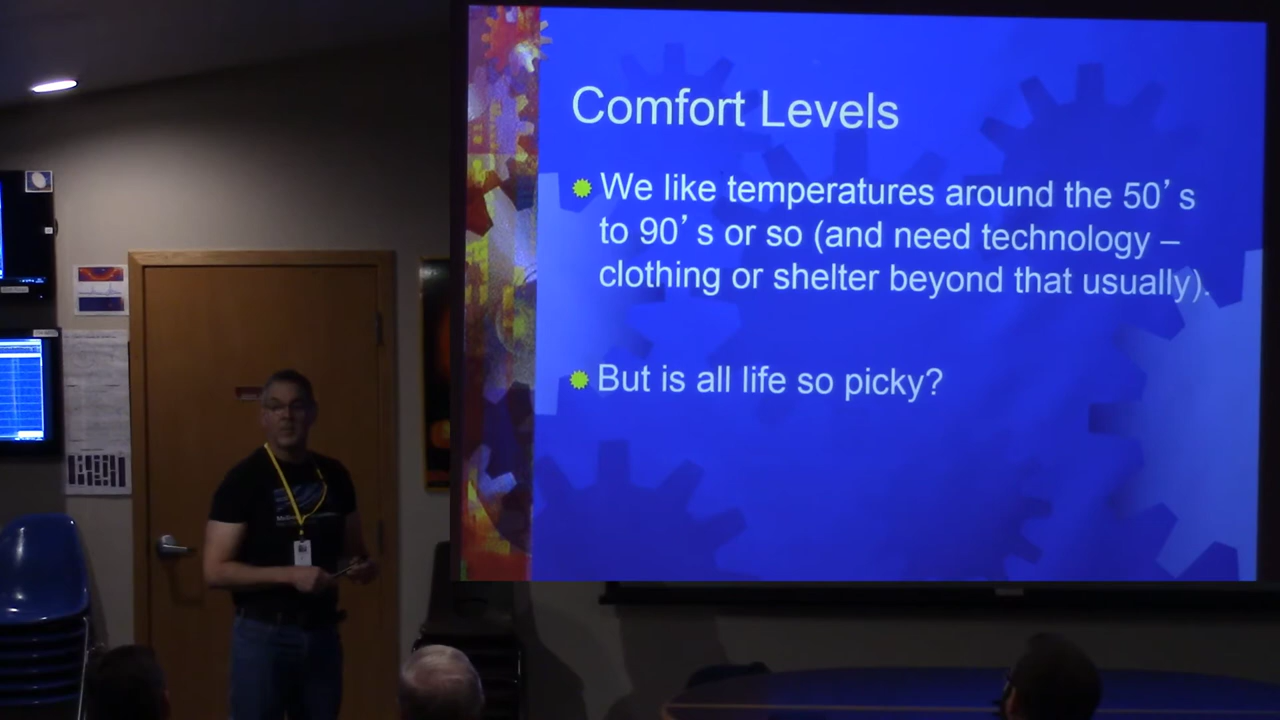 Comfort Levels
We like temperatures around the 50’s
to 90’s or so (and need technology –
clothing or shelter beyond that usually).
But is all life so picky?